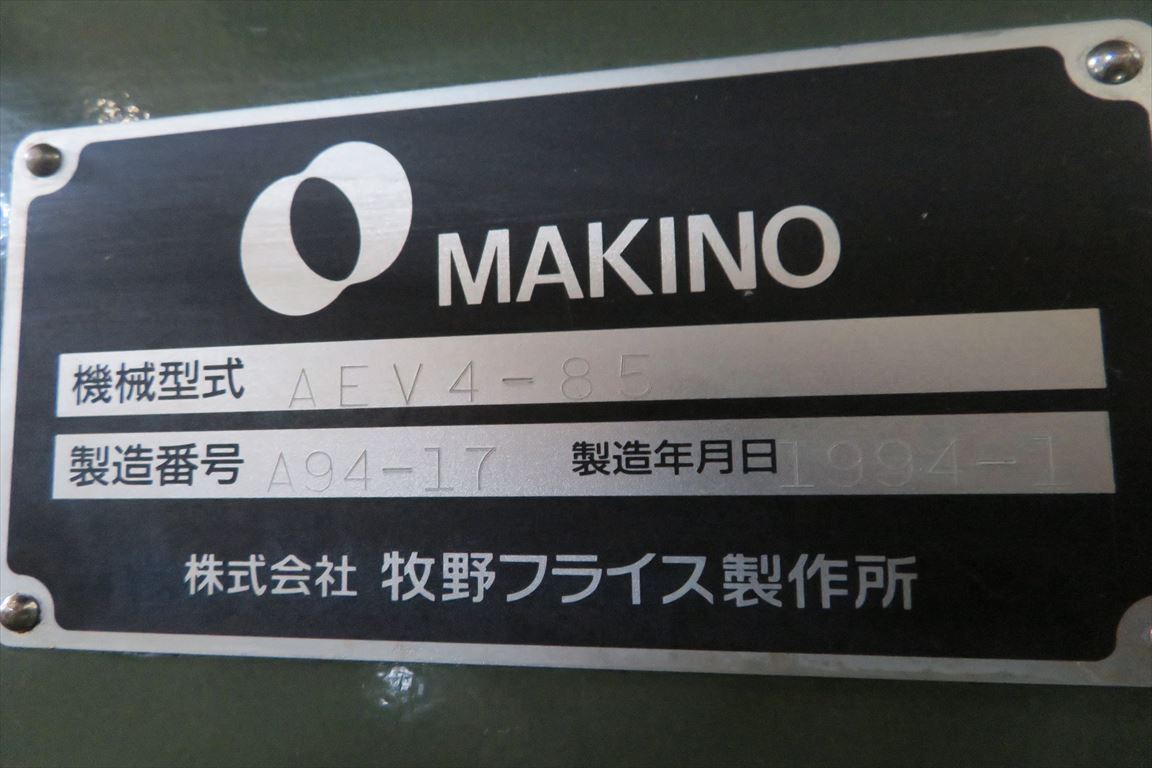 MAKINO
機械型式 AEV4-85
製造番号 A94-17 製造年月日 1994-1
株式会社 牧野フライス製作所